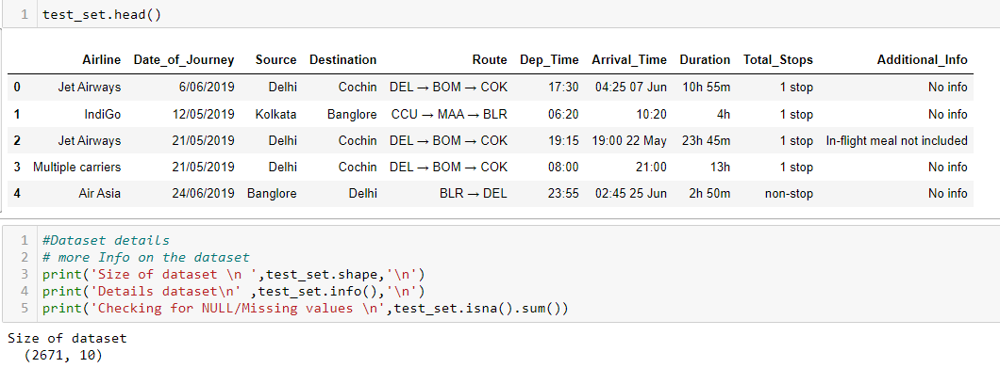 1 test_set.head()
Airline Date_of_Journey Source Destination Route Dep_Time Arrival_Time Duration Total_Stops Additional_Info
0 Jet Airways 6/06/2019 Delhi Cochin DEL → BOM → COK 17:30 04:25 07 Jun 10h 55m 1 stop No info
1 IndiGo 12/05/2019 Kolkata Banglore CCU → MAA → BLR 06:20 10:20 4h 1 stop No info
2 Jet Airways 21/05/2019 Delhi Cochin DEL → BOM → COK 19:15 19:00 22 May 23h 45m 1 stop In-flight meal not included
3 Multiple carriers 21/05/2019 Delhi Cochin DEL → BOM → COK 08:00 21:00 13h 1 stop No info
4 Air Asia 24/06/2019 Banglore Delhi BLR → DEL 23:55 02:45 25 Jun 2h 50m non-stop No info
1 #Dataset details
2 # more Info on the dataset
3 print('Size of dataset \n ',test_set.shape,'\n')
4 print('Details dataset\n' ,test_set.info(),'\n')
5 print('Checking for NULL/Missing values \n',test_set.isna().sum())
Size of dataset
(2671, 10)